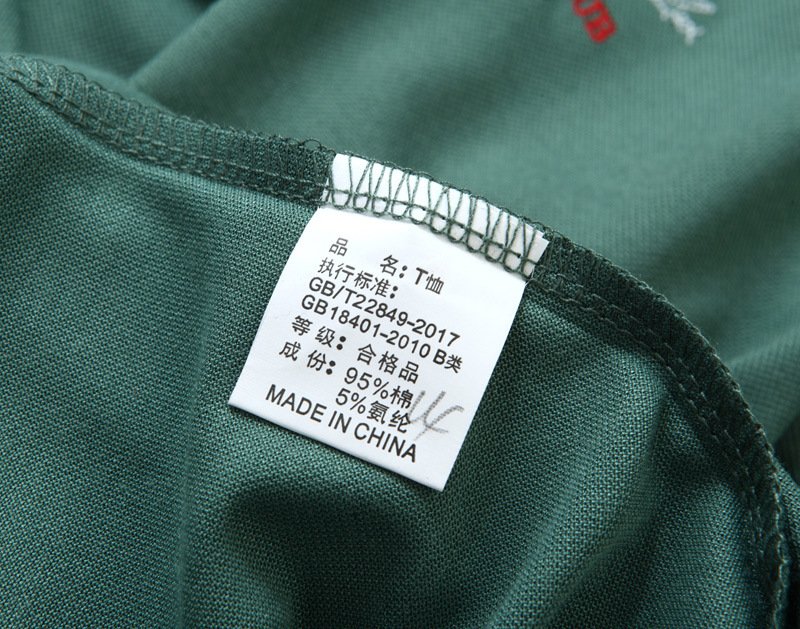 UB
品 名：T恤
执行标准：
GB/T22849-2017
GB18401-2010 B类
等级：合格品
成份：95%棉
5%氨纶
MADE IN CHINA